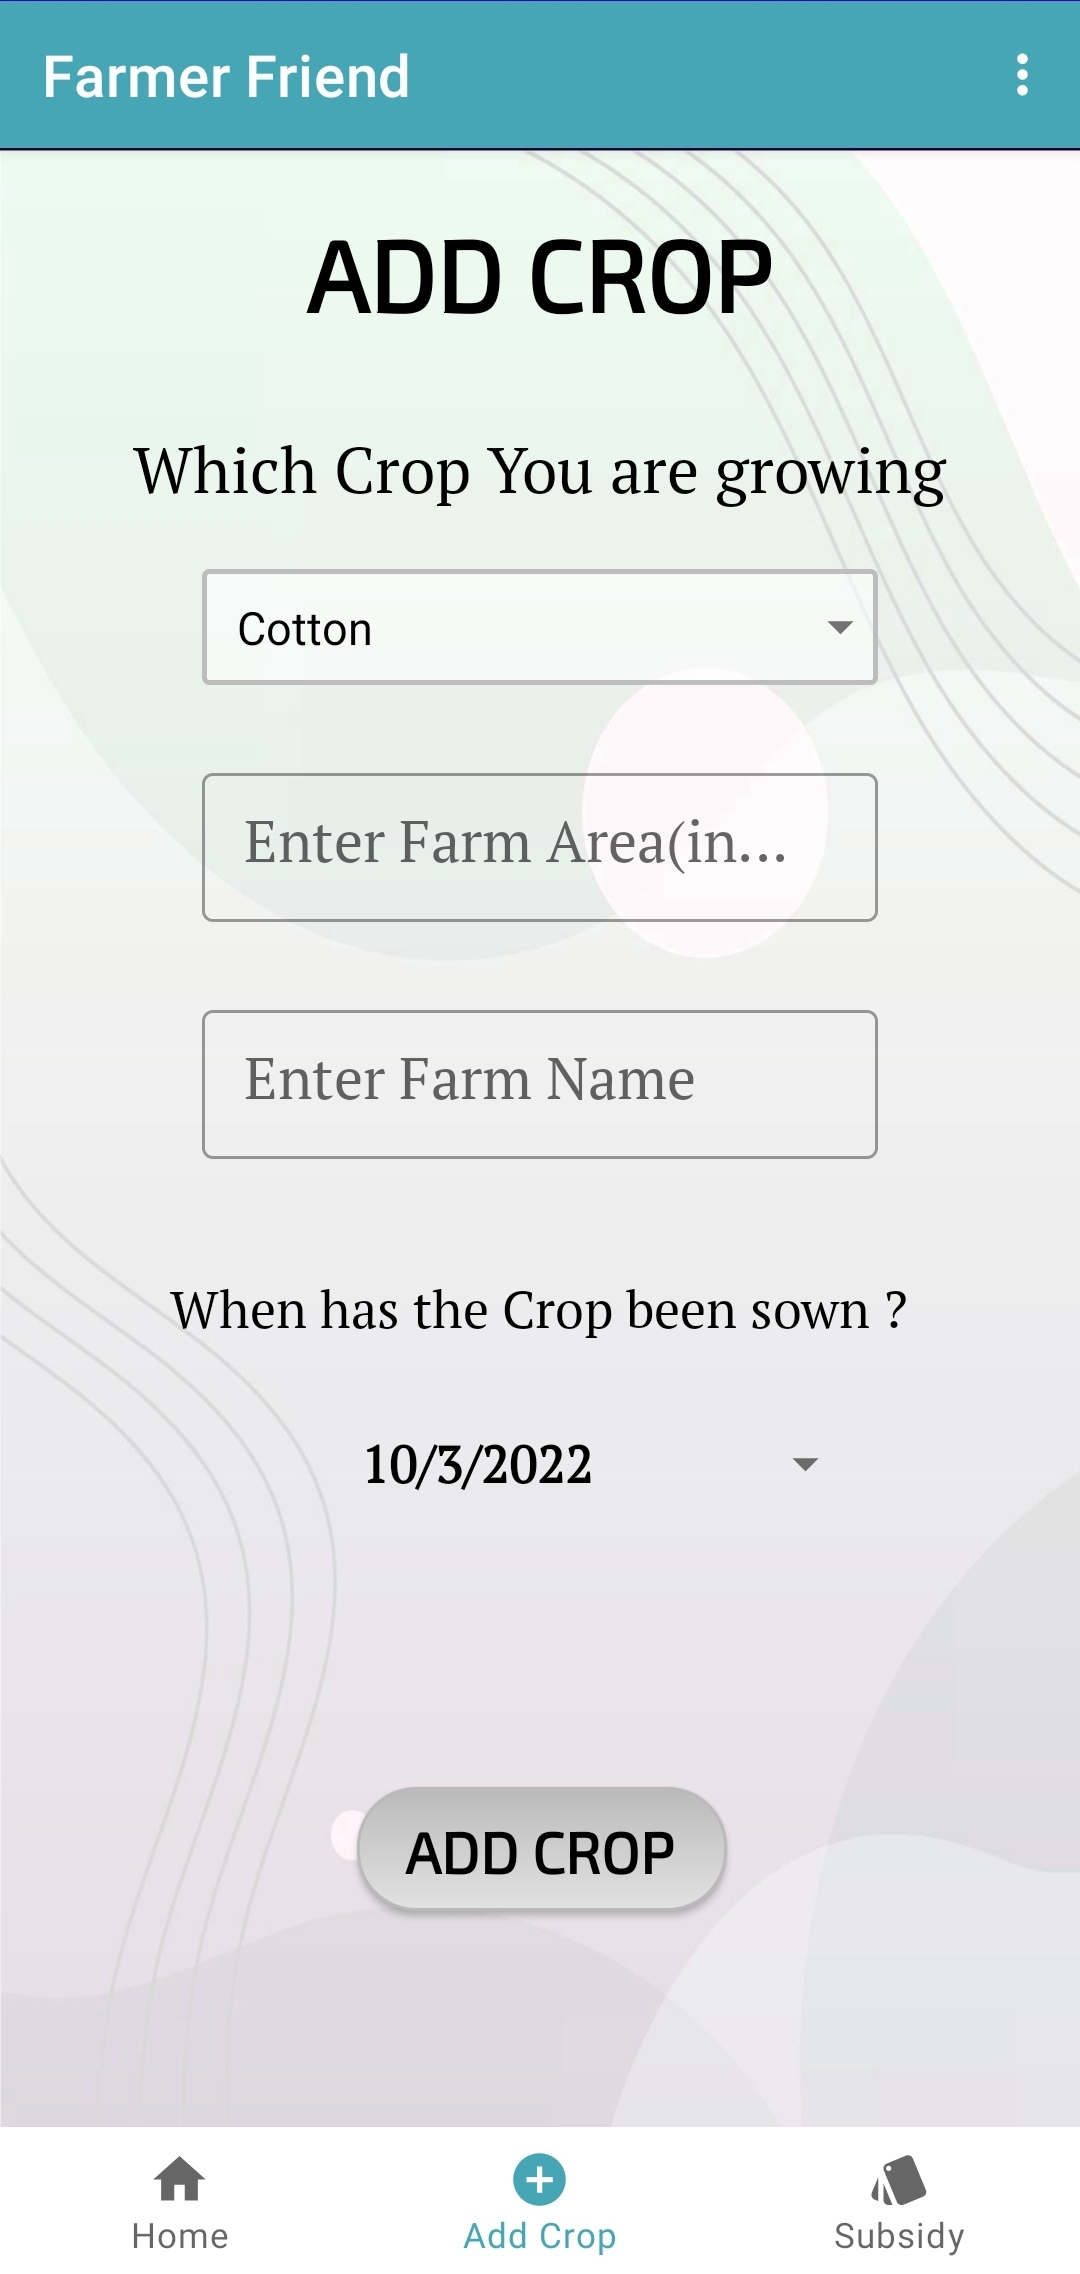 Farmer Friend
ADD CROP
Which Crop You are growing
Cotton
Enter Farm Area(in...
Enter Farm Name
When has the Crop been sown ?
10/3/2022
ADD CROP
Home
Add Crop
Subsidy